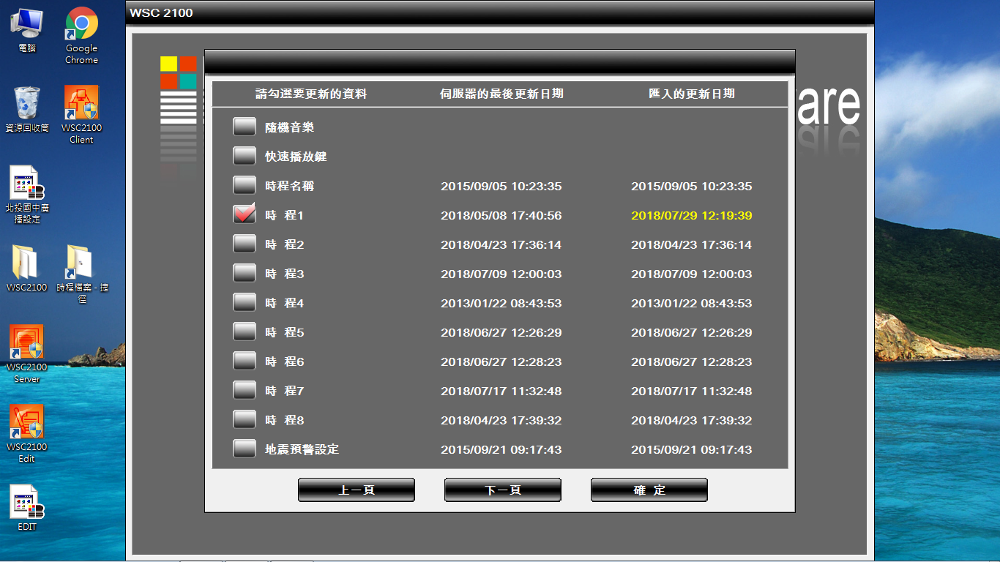 WSC 2100
電腦
Google
Chrome
資源回收筒
WSC2100
Client
北投國中廣
播設定
WSC2100
時程檔案 - 捷
徑
WSC2100
Server
WSC2100
Edit
EDIT
are
請勾選要更新的資料 伺服器的最後更新日期 匯入的更新日期
隨機音樂
快速播放鍵
時程名稱 2015/09/05 10:23:35 2015/09/05 10:23:35
時 程1 2018/05/08 17:40:56 2018/07/29 12:19:39
時 程2 2018/04/23 17:36:14 2018/04/23 17:36:14
時 程3 2018/07/09 12:00:03 2018/07/09 12:00:03
時 程4 2013/01/22 08:43:53 2013/01/22 08:43:53
時 程5 2018/06/27 12:26:29 2018/06/27 12:26:29
時 程6 2018/06/27 12:28:23 2018/06/27 12:28:23
時 程7 2018/07/17 11:32:48 2018/07/17 11:32:48
時 程8 2018/04/23 17:39:32 2018/04/23 17:39:32
地震預警設定 2015/09/21 09:17:43 2015/09/21 09:17:43
上一頁 下一頁 確 定